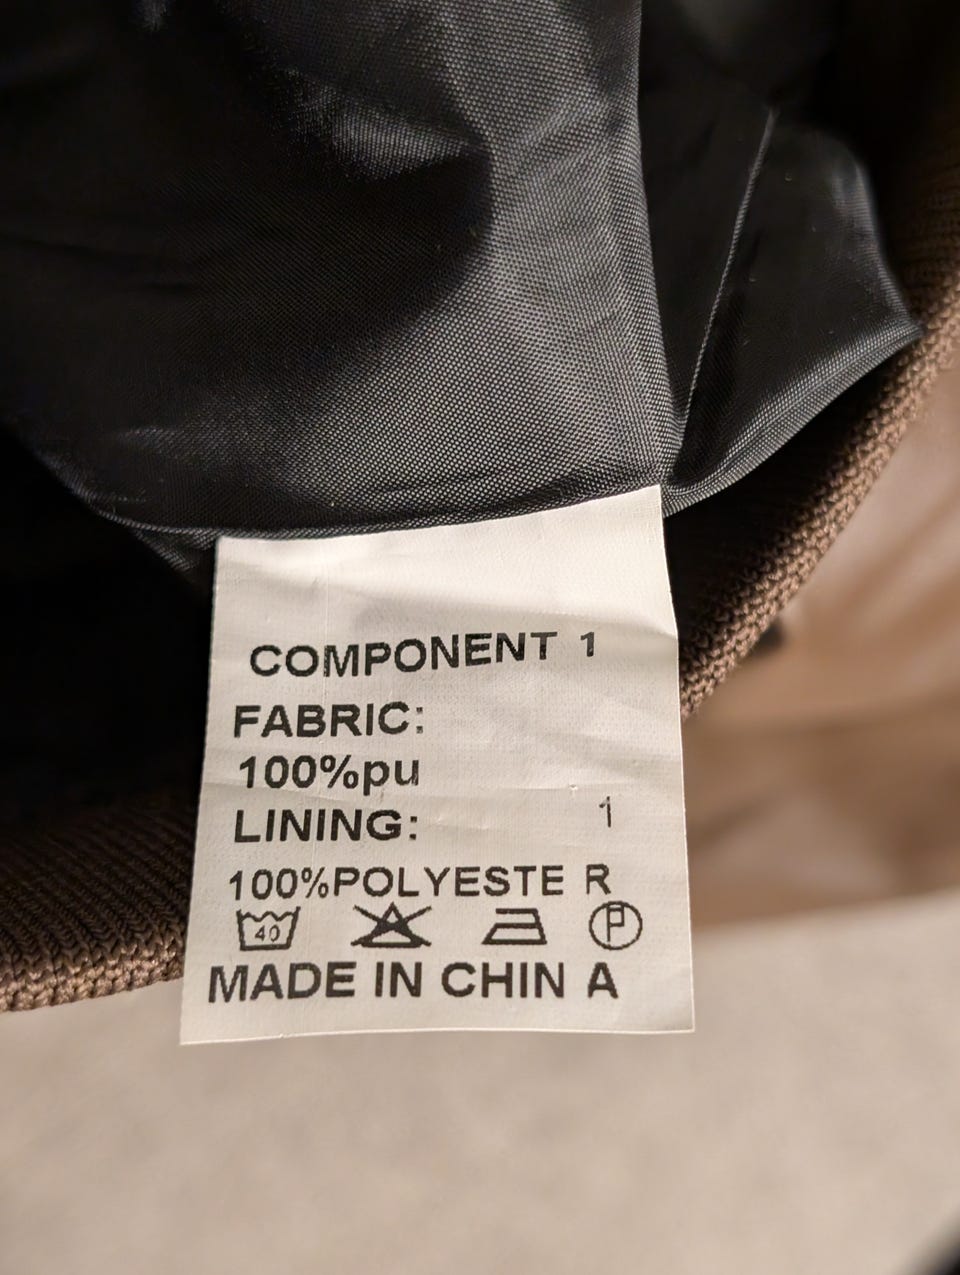 COMPONENT 1
FABRIC:
100%pu
LINING: 1
100%POLYESTE R
40 P
MADE IN CHIN A